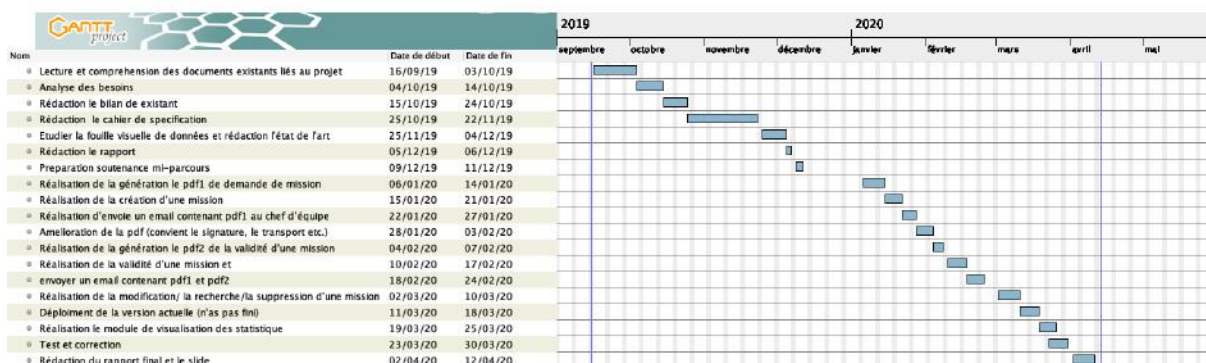 GANTT project
2019 2020
septembre octobre novembre décembre janvier février mars avril mai
Nom Date de début Date de fin
Lecture et comprehension des documents existants liés au projet 16/09/19 03/10/19
Analyse des besoins 04/10/19 14/10/19
Rédaction le bilan de existant 15/10/19 24/10/19
Rédaction le cahier de specification 25/10/19 22/11/19
Etudier la fouille visuelle de données et rédaction l'état de l'art 25/11/19 04/12/19
Rédaction le rapport 05/12/19 06/12/19
Preparation soutenance mi-parcours 09/12/19 11/12/19
Réalisation de la génération le pdf1 de demande de mission 06/01/20 14/01/20
Réalisation de la création d'une mission 15/01/20 21/01/20
Réalisation d'envoie un email contenant pdf1 au chef d'équipe 22/01/20 27/01/20
Amelioration de la pdf (convient le signature, le transport etc.) 28/01/20 03/02/20
Réalisation de la génération le pdf2 de la validité d'une mission 04/02/20 07/02/20
Réalisation de la validité d'une mission et 10/02/20 17/02/20
envoyer un email contenant pdf1 et pdf2 18/02/20 24/02/20
Réalisation de la modification/ la recherche/la suppression d'une mission 02/03/20 10/03/20
Déploiment de la version actuelle (n'as pas fini) 11/03/20 18/03/20
Réalisation le module de visualisation des statistique 19/03/20 25/03/20
Test et correction 23/03/20 30/03/20
Rédaction du rapport final et le slide 02/04/20 12/04/20